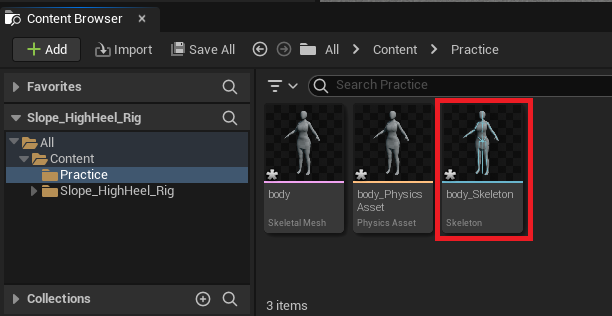 Content Browser
Add
Import
Save All
All
Content
Practice
Favorites
Search Practice
Slope_HighHeel_Rig
All
Content
Practice
Slope_HighHeel_Rig
body
Skeletal Mesh
body_Physics
Asset
Physics Asset
body_Skeleton
Skeleton
Collections
3 items